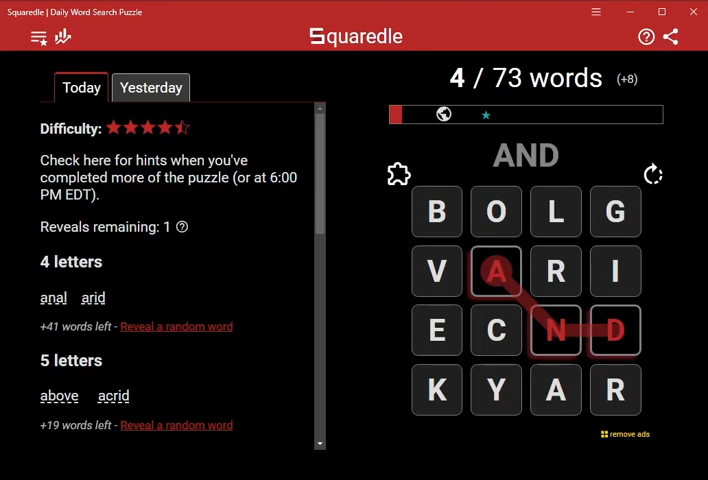 Squaredle | Daily Word Search Puzzle
Squaredle
Today
Yesterday
Difficulty:
Check here for hints when you've
completed more of the puzzle (or at 6:00
PM EDT).
Reveals remaining: 1
4 letters
anal arid
+41 words left - Reveal a random word
5 letters
above acrid
+19 words left - Reveal a random word
4 / 73 words (+8)
AND
B O L G
V A R I
E C N D
K Y A R
remove ads